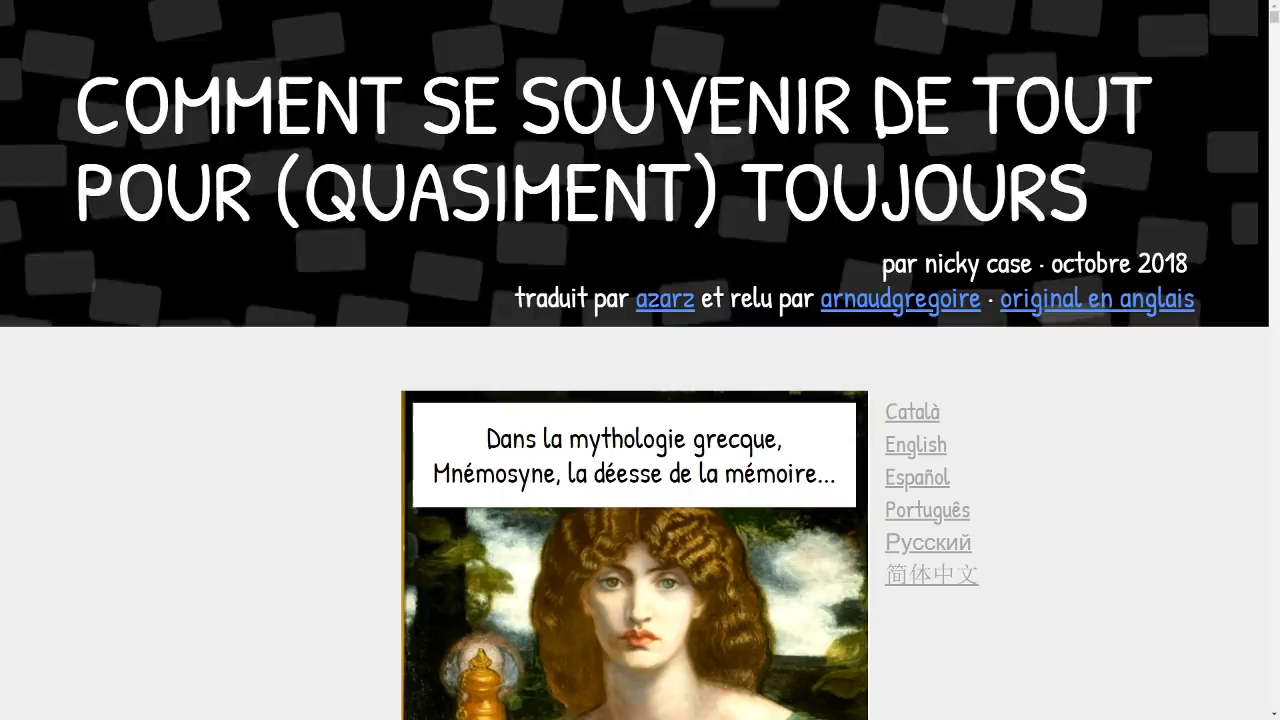 COMMENT SE SOUVENIR DE TOUT
POUR (QUASIMENT) TOUJOURS
par nicky case · octobre 2018
traduit par azarz et relu par arnaudgregoire · original en anglais
Dans la mythologie grecque,
Mnémosyne, la déesse de la mémoire...
Català
English
Español
Português
Русский
简体中文